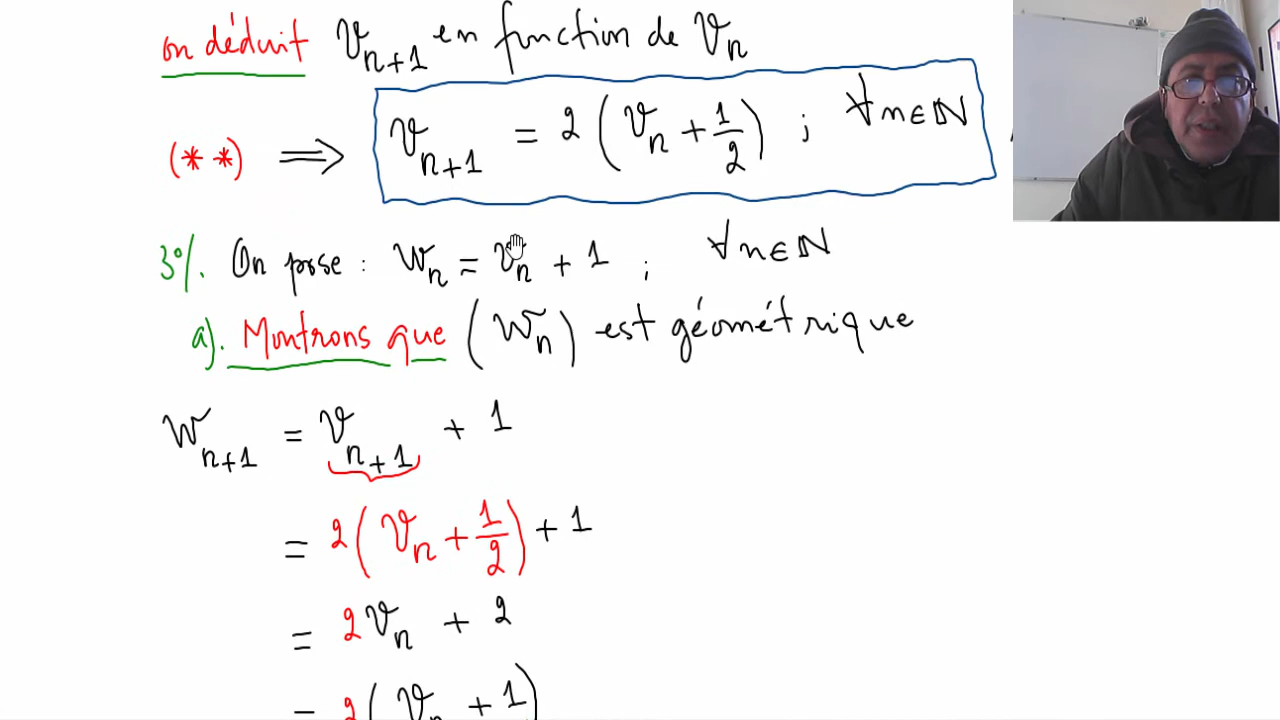 on déduit V_{n+1} en function de V_n
(**) ⟹ V_{n+1} = 2 (V_n + 1/2) ; ∀n∈ℕ
3°/. On pose : W_n = V_n + 1 ; ∀n∈ℕ
a). Montrons que (W_n) est géométrique
W_{n+1} = V_{n+1} + 1
= 2(V_n + 1/2) + 1
= 2V_n + 2
= 2(V_n + 1)